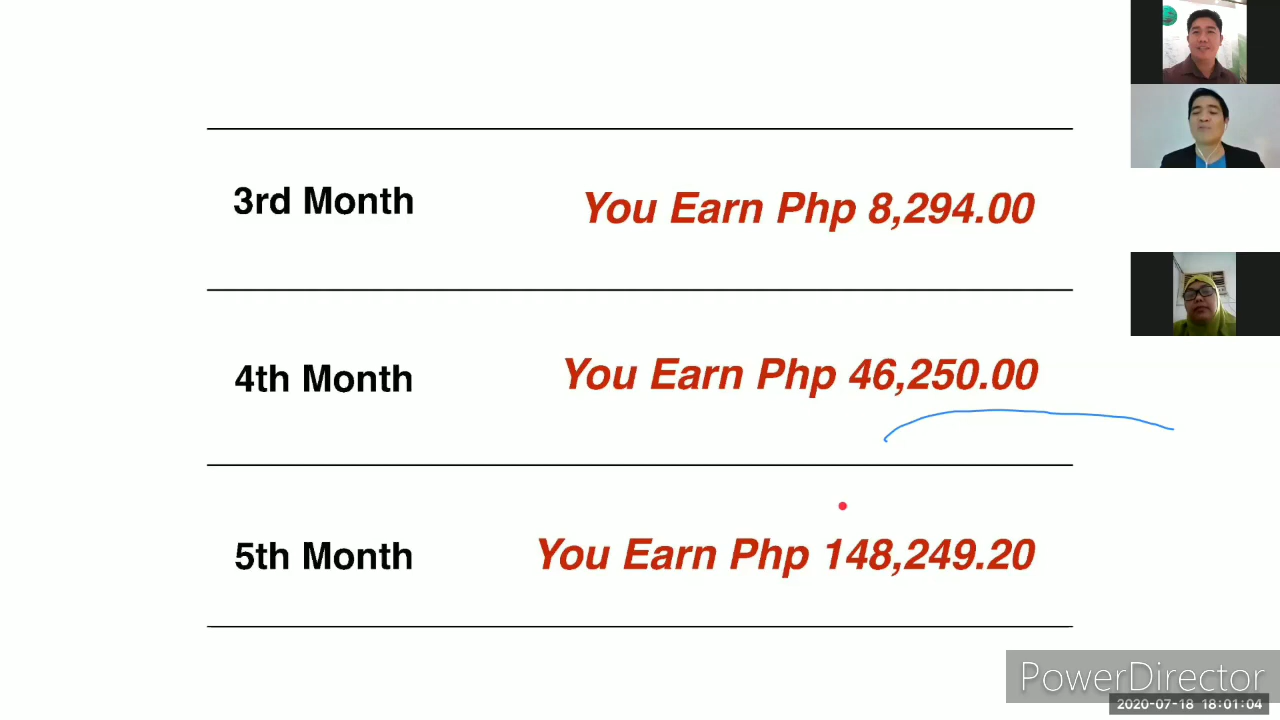 3rd Month You Earn Php 8,294.00
4th Month You Earn Php 46,250.00
5th Month You Earn Php 148,249.20
PowerDirector
2020-07-18 18:01:04